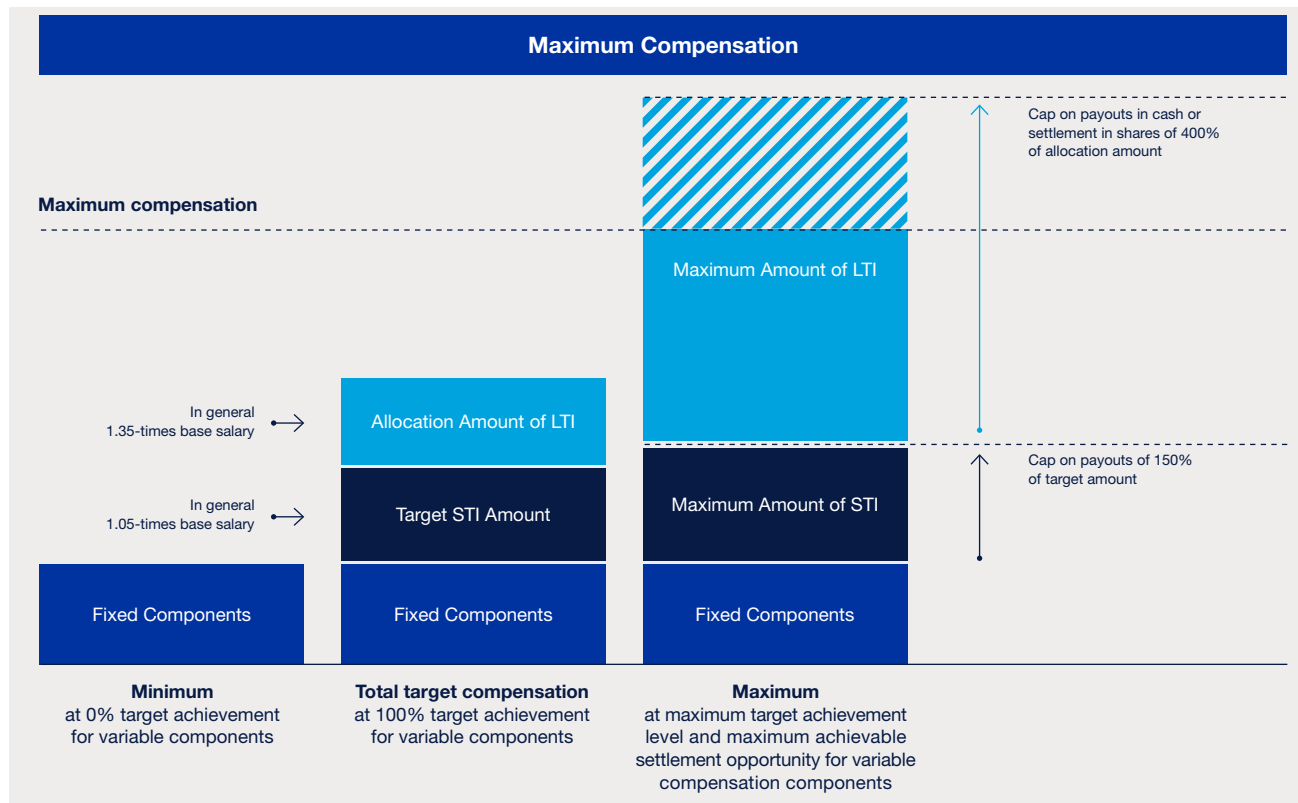 Maximum Compensation
Cap on payouts in cash or
settlement in shares of 400%
of allocation amount
Maximum compensation
Maximum Amount of LTI
In general
1.35-times base salary
Allocation Amount of LTI
Cap on payouts of 150%
of target amount
In general
1.05-times base salary
Target STI Amount
Maximum Amount of STI
Fixed Components
Fixed Components
Fixed Components
Minimum
at 0% target achievement
for variable components
Total target compensation
at 100% target achievement
for variable components
Maximum
at maximum target achievement
level and maximum achievable
settlement opportunity for variable
compensation components